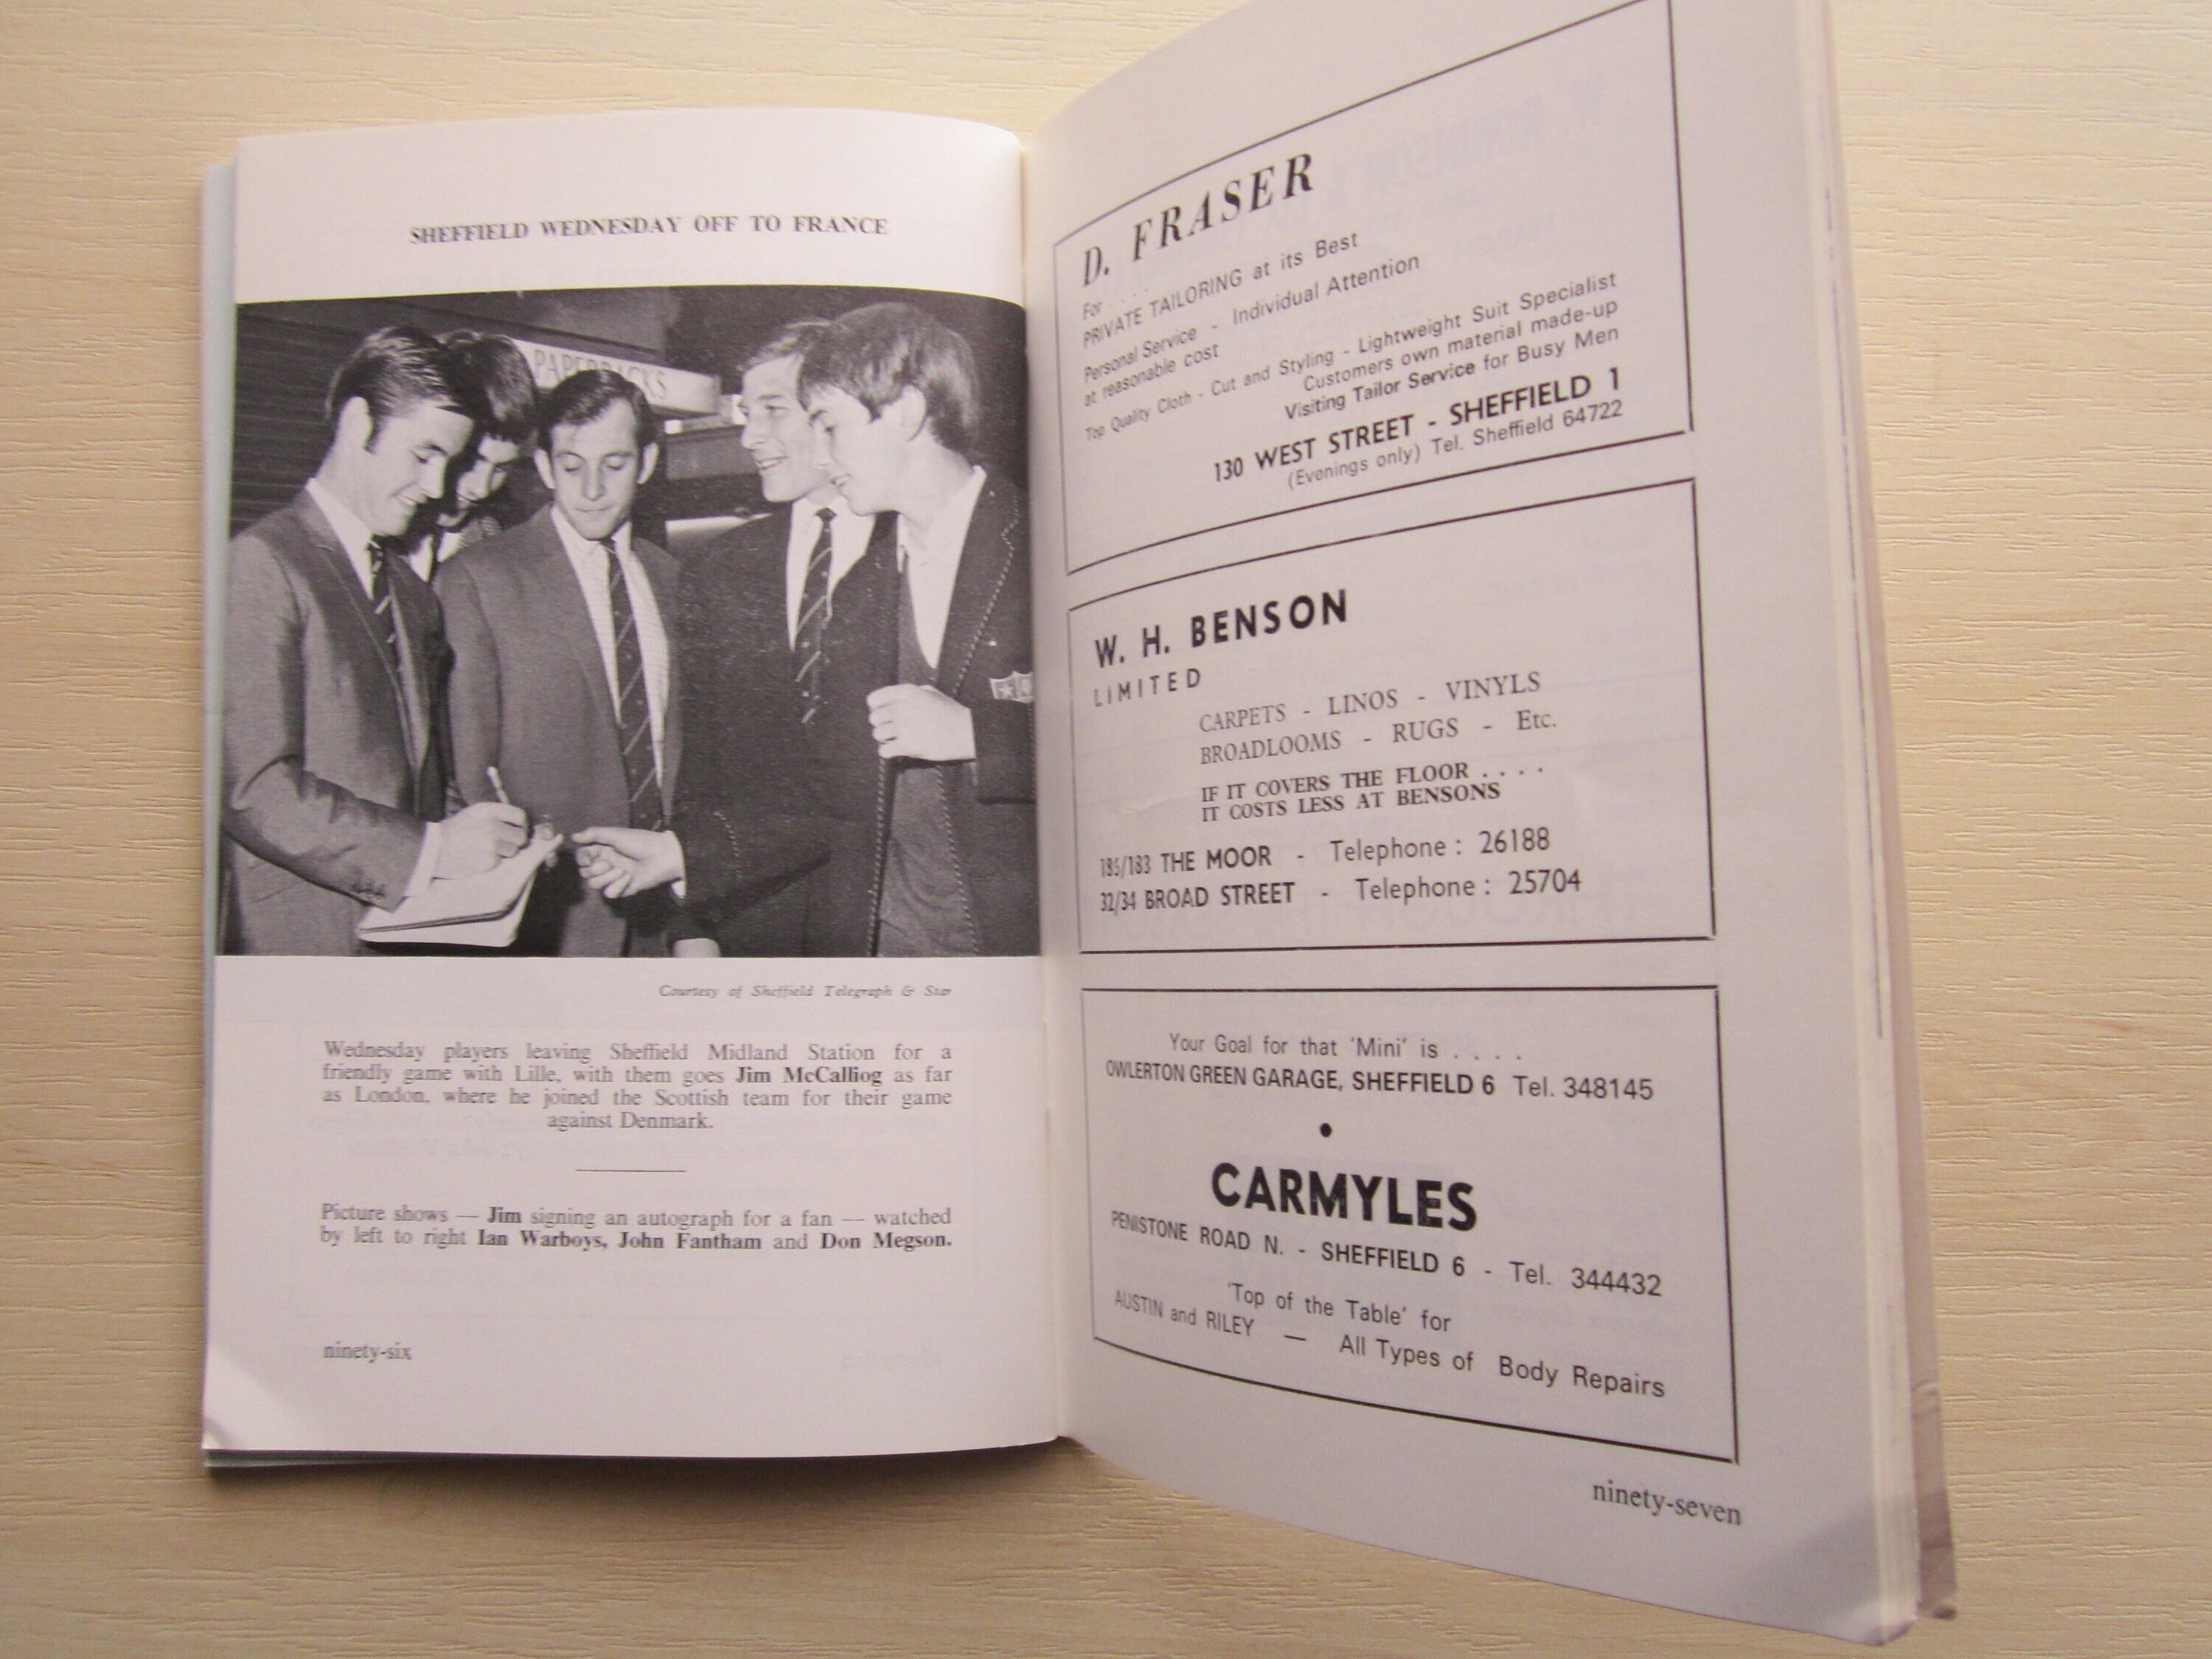 SHEFFIELD WEDNESDAY OFF TO FRANCE
PAPERBACKS
Courtesy of Sheffield Telegraph & Star
Wednesday players leaving Sheffield Midland Station for a
friendly game with Lille, with them goes Jim McCalliog as far
as London, where he joined the Scottish team for their game
against Denmark.
Picture shows — Jim signing an autograph for a fan — watched
by left to right Ian Warboys, John Fantham and Don Megson.
ninety-six
D. FRASER
For . . . .
PRIVATE TAILORING at its Best
Personal Service - Individual Attention
at reasonable cost
Top Quality Cloth - Cut and Styling - Lightweight Suit Specialist
Customers own material made-up
Visiting Tailor Service for Busy Men
130 WEST STREET - SHEFFIELD 1
(Evenings only) Tel. Sheffield 64722
W. H. BENSON
LIMITED
CARPETS - LINOS - VINYLS
BROADLOOMS - RUGS - Etc.
IF IT COVERS THE FLOOR . . . .
IT COSTS LESS AT BENSONS
THE MOOR - Telephone : 26188
32/34 BROAD STREET - Telephone : 25704
Your Goal for that 'Mini' is . . . .
OWLERTON GREEN GARAGE, SHEFFIELD 6 Tel. 348145
•
CARMYLES
PENISTONE ROAD N. - SHEFFIELD 6 - Tel. 344432
'Top of the Table' for
AUSTIN and RILEY — All Types of Body Repairs
ninety-seven